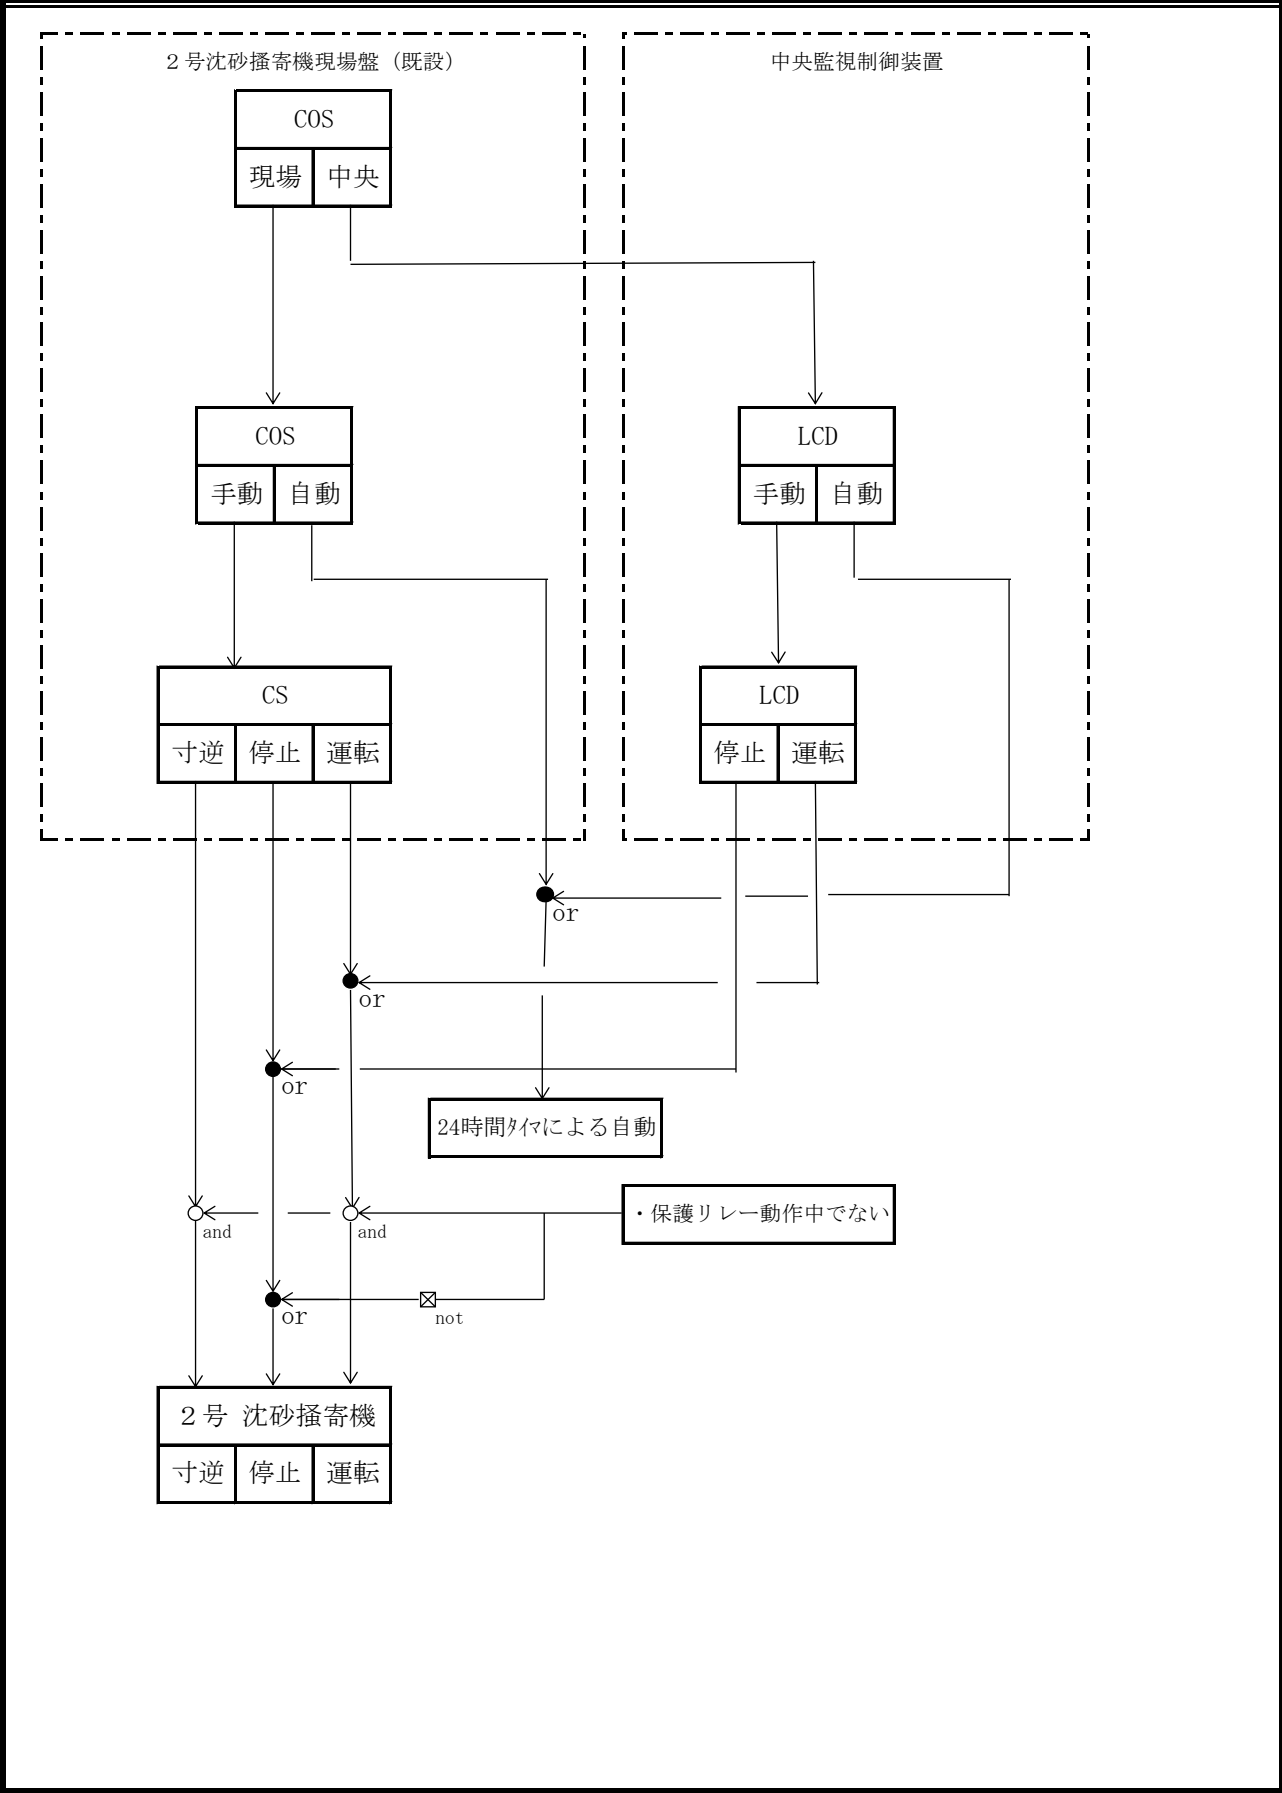 ２号沈砂掻寄機現場盤（既設）
中央監視制御装置
COS
現場 中央
COS
手動 自動
LCD
手動 自動
CS
寸逆 停止 運転
LCD
停止 運転
or
or
or
24時間ﾀｲﾏによる自動
・保護リレー動作中でない
and
and
or
not
２号 沈砂掻寄機
寸逆 停止 運転